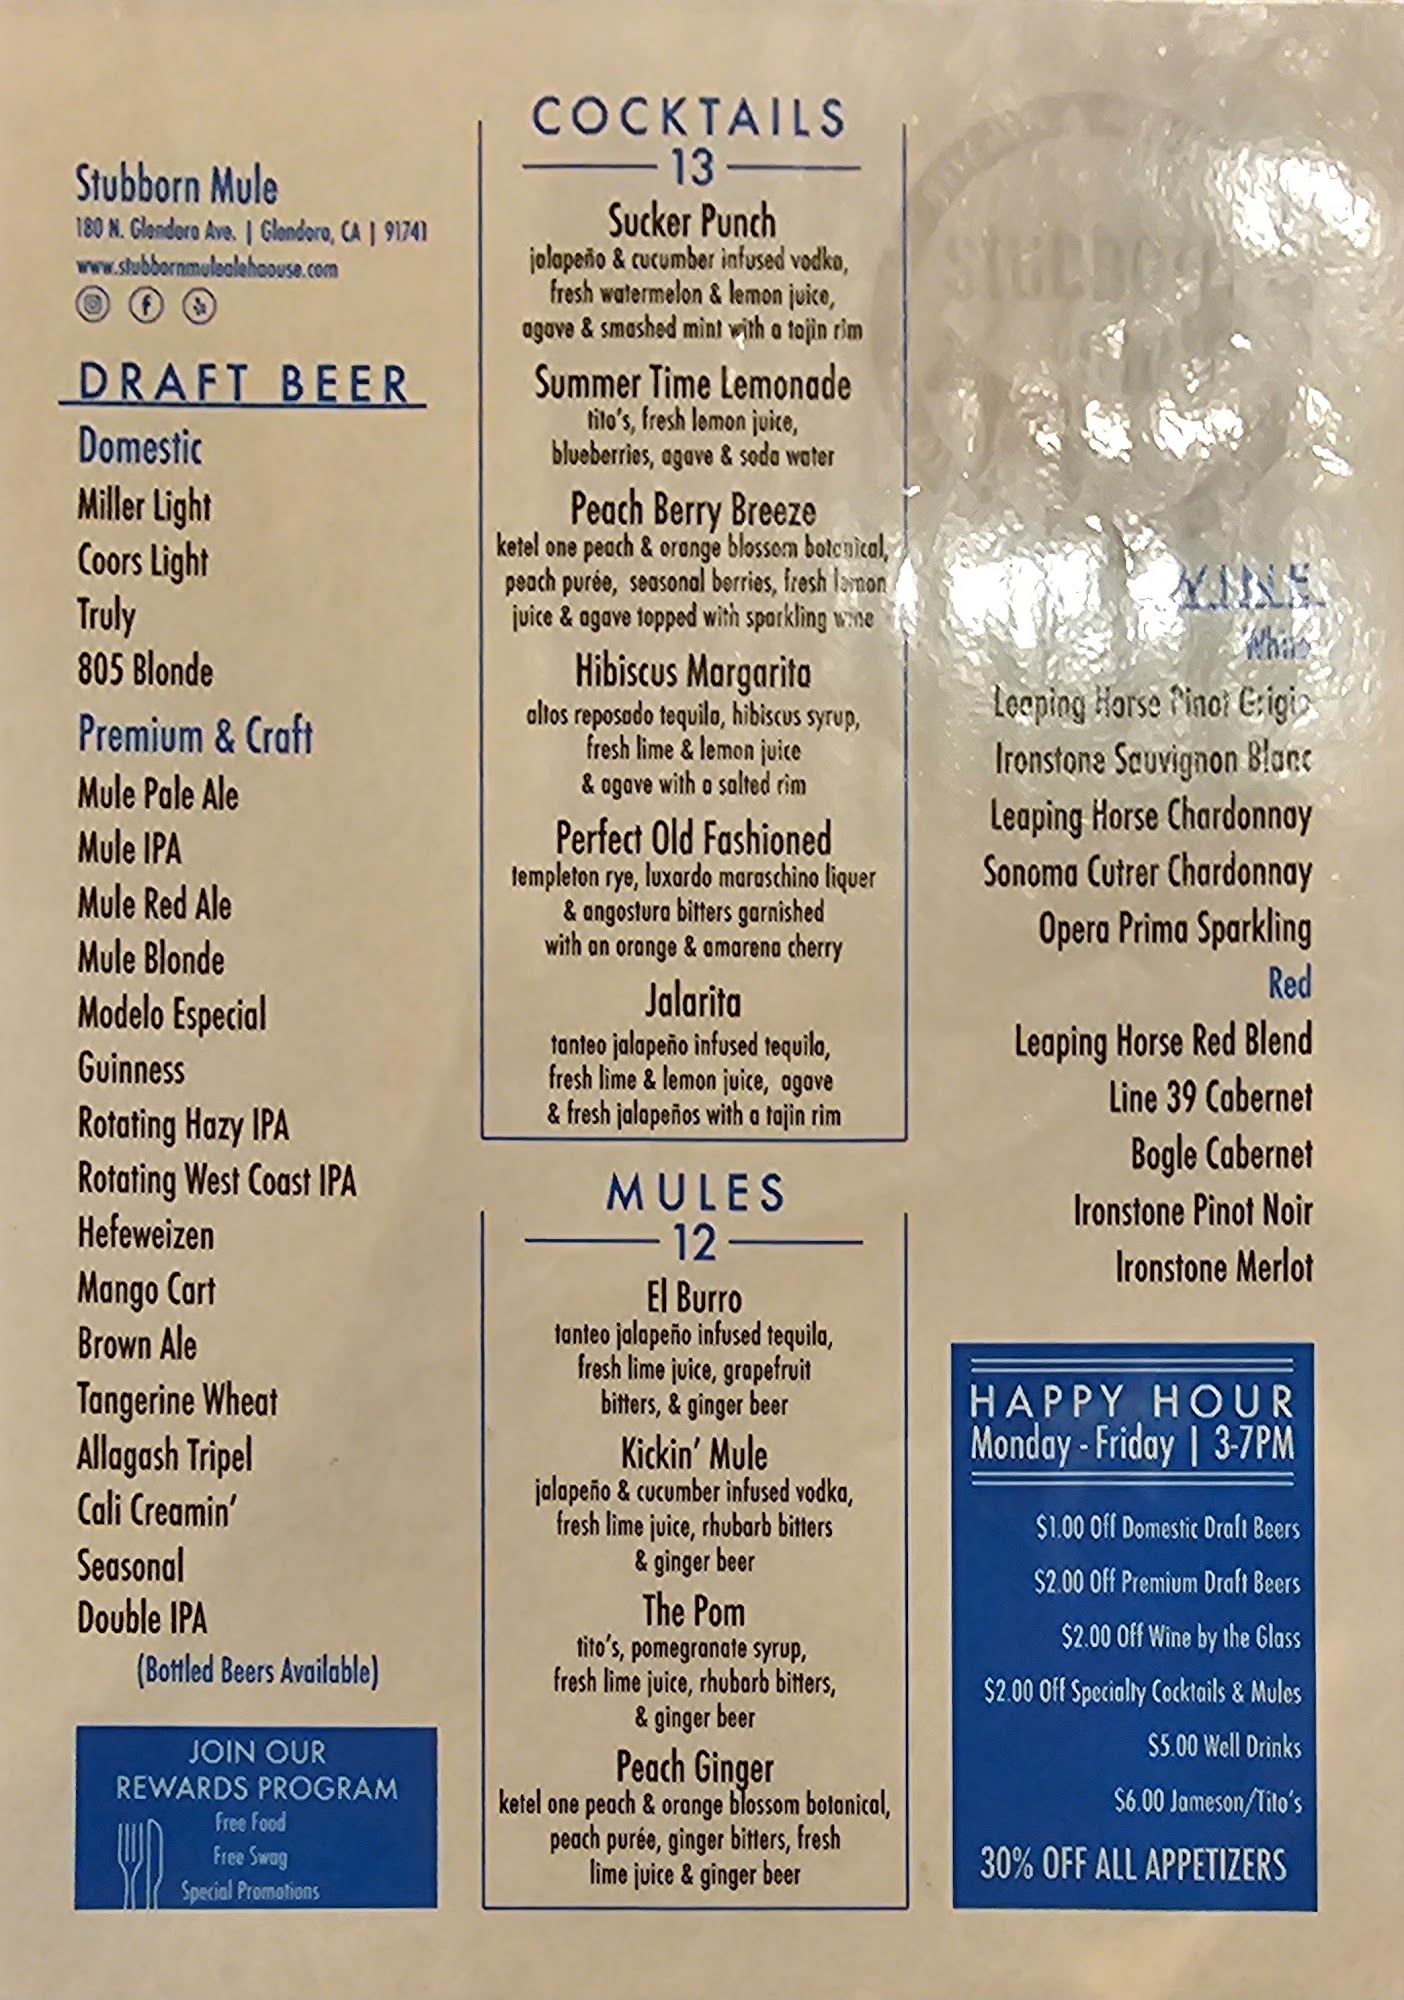 Stubborn Mule
180 N. Glendora Ave. | Glendora, CA | 91741
www.stubbornmulealehaouse.com
DRAFT BEER
Domestic
Miller Light
Coors Light
Truly
805 Blonde
Premium & Craft
Mule Pale Ale
Mule IPA
Mule Red Ale
Mule Blonde
Modelo Especial
Guinness
Rotating Hazy IPA
Rotating West Coast IPA
Hefeweizen
Mango Cart
Brown Ale
Tangerine Wheat
Allagash Tripel
Cali Creamin'
Seasonal
Double IPA
(Bottled Beers Available)
JOIN OUR
REWARDS PROGRAM
Free Food
Free Swag
Special Promotions
COCKTAILS
13
Sucker Punch
jalapeño & cucumber infused vodka,
fresh watermelon & lemon juice,
agave & smashed mint with a tajin rim
Summer Time Lemonade
tito's, fresh lemon juice,
blueberries, agave & soda water
Peach Berry Breeze
ketel one peach & orange blossom botanical,
peach purée, seasonal berries, fresh lemon
juice & agave topped with sparkling wine
Hibiscus Margarita
altos reposado tequila, hibiscus syrup,
fresh lime & lemon juice
& agave with a salted rim
Perfect Old Fashioned
templeton rye, luxardo maraschino liquer
& angostura bitters garnished
with an orange & amarena cherry
Jalarita
tanteo jalapeño infused tequila,
fresh lime & lemon juice, agave
& fresh jalapeños with a tajin rim
MULES
12
El Burro
tanteo jalapeño infused tequila,
fresh lime juice, grapefruit
bitters, & ginger beer
Kickin' Mule
jalapeño & cucumber infused vodka,
fresh lime juice, rhubarb bitters
& ginger beer
The Pom
tito's, pomegranate syrup,
fresh lime juice, rhubarb bitters,
& ginger beer
Peach Ginger
ketel one peach & orange blossom botanical,
peach purée, ginger bitters, fresh
lime juice & ginger beer
WINE
White
Leaping Horse Pinot Grigio
Ironstone Sauvignon Blanc
Leaping Horse Chardonnay
Sonoma Cutrer Chardonnay
Opera Prima Sparkling
Red
Leaping Horse Red Blend
Line 39 Cabernet
Bogle Cabernet
Ironstone Pinot Noir
Ironstone Merlot
HAPPY HOUR
Monday - Friday | 3-7PM
$1.00 Off Domestic Draft Beers
$2.00 Off Premium Draft Beers
$2.00 Off Wine by the Glass
$2.00 Off Specialty Cocktails & Mules
$5.00 Well Drinks
$6.00 Jameson/Tito's
30% OFF ALL APPETIZERS